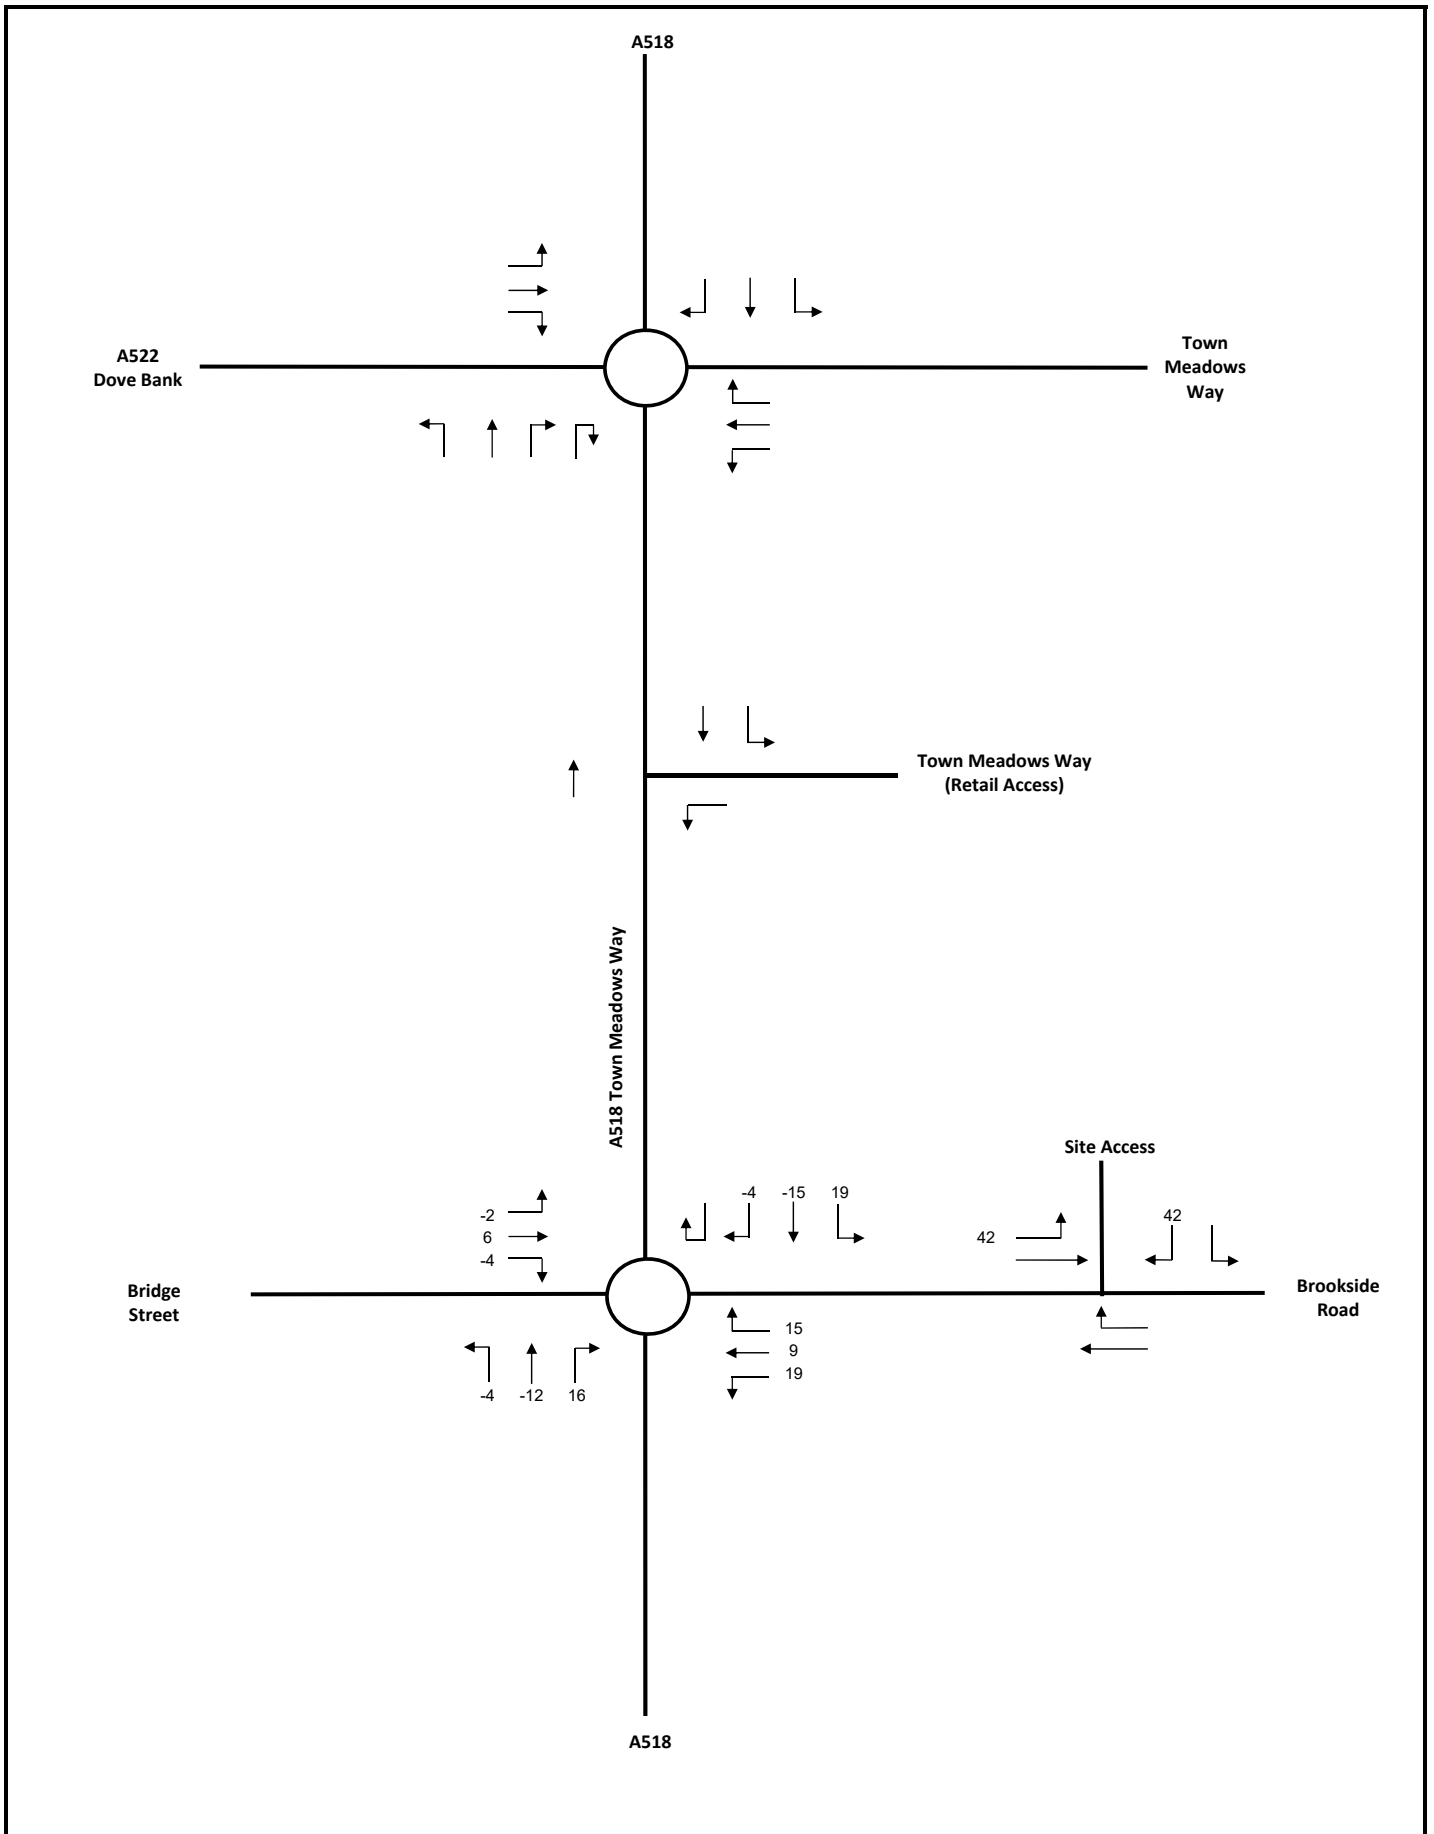 A518
A522
Dove Bank
Town
Meadows
Way
Town Meadows Way
(Retail Access)
A518 Town Meadows Way
Site Access
-4 -15 19
42
-2
6
-4
42
Bridge
Street
Brookside
Road
15
9
19
-4 -12 16
A518